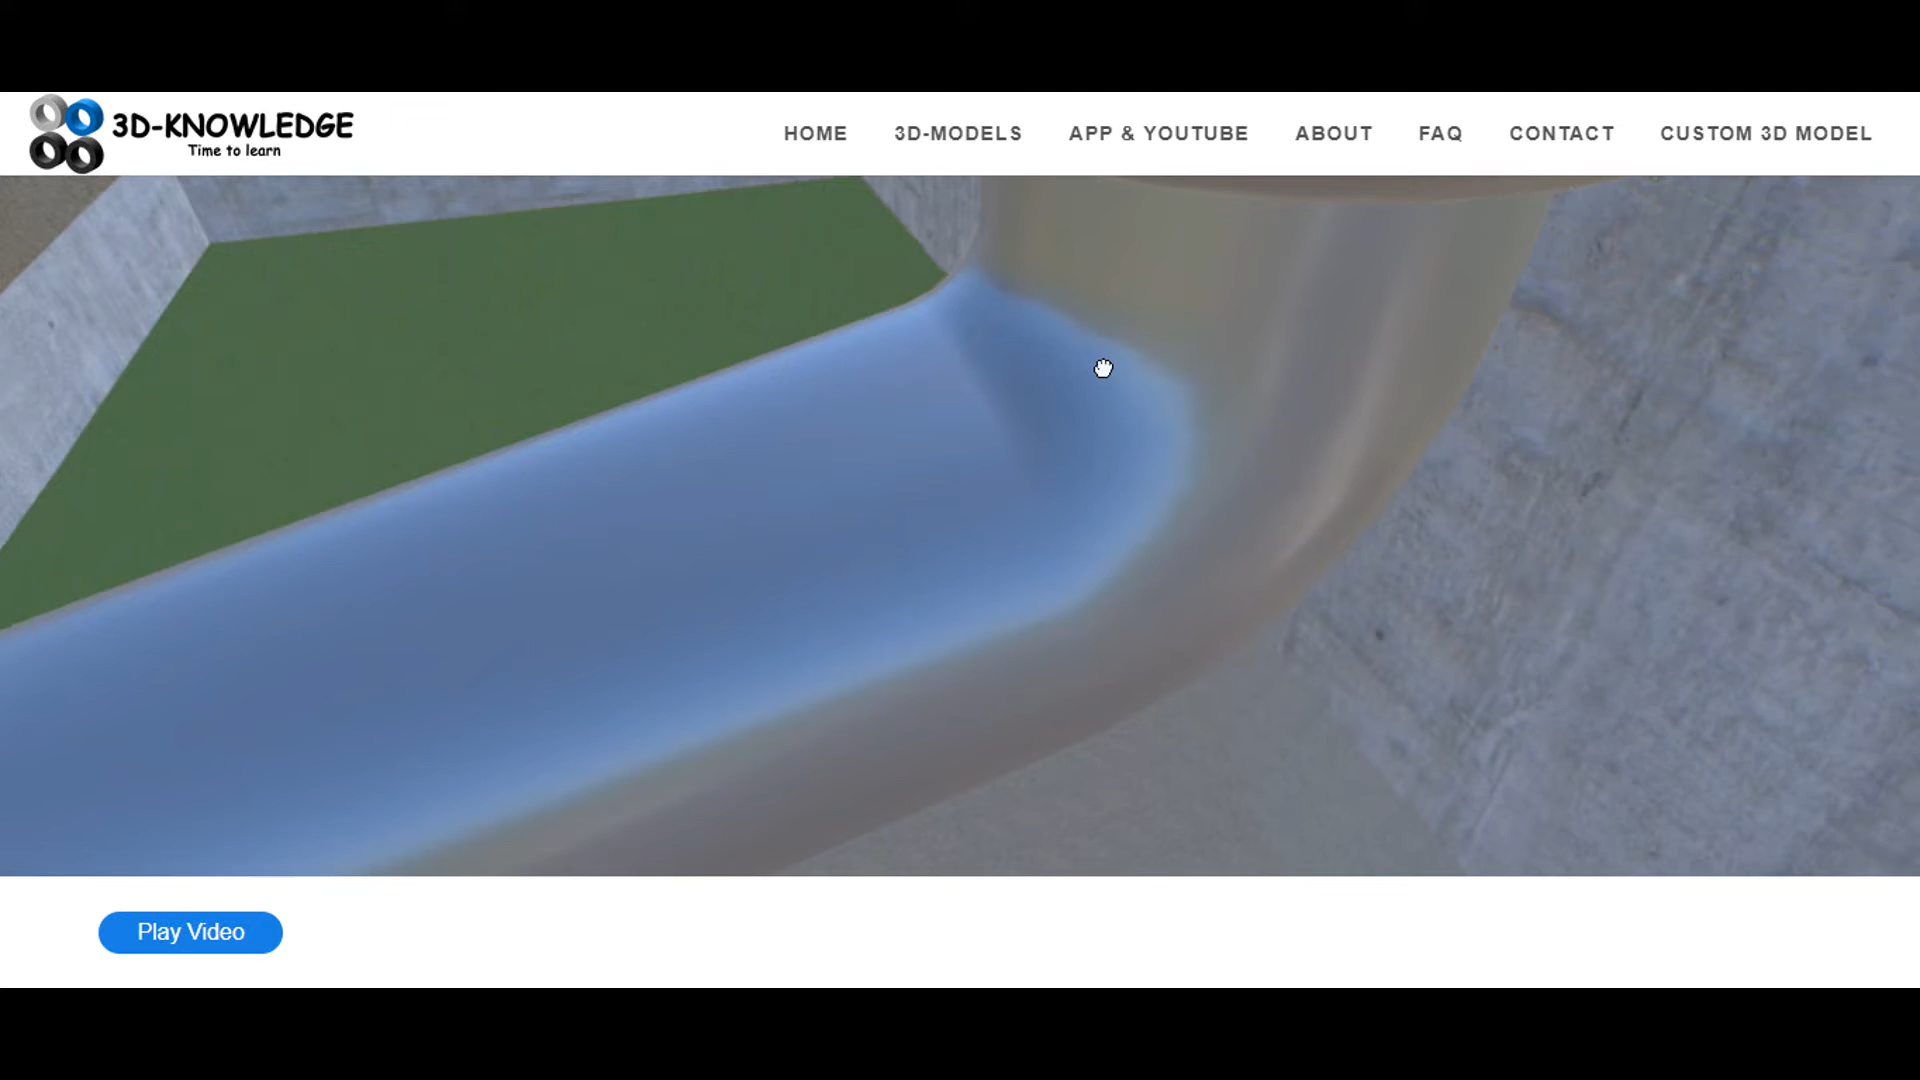 3D-KNOWLEDGE
Time to learn
HOME 3D-MODELS APP & YOUTUBE ABOUT FAQ CONTACT CUSTOM 3D MODEL
Play Video